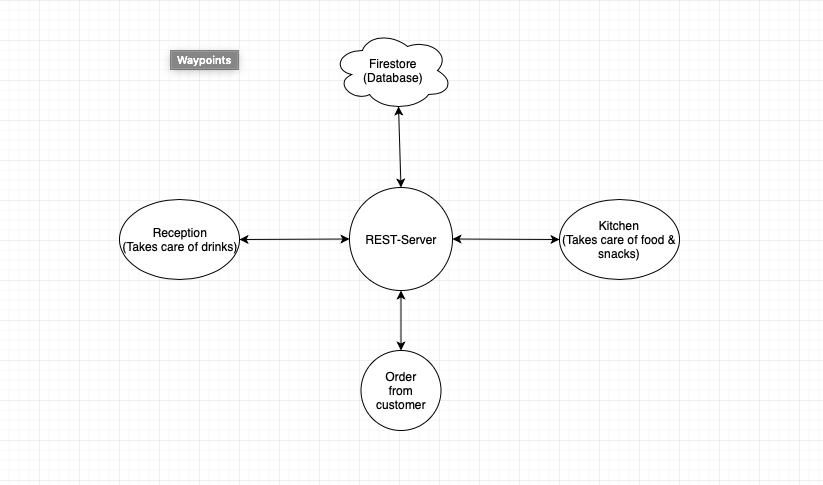 Waypoints
Firestore
(Database)
Reception
(Takes care of drinks)
REST-Server
Kitchen
(Takes care of food &
snacks)
Order
from
customer